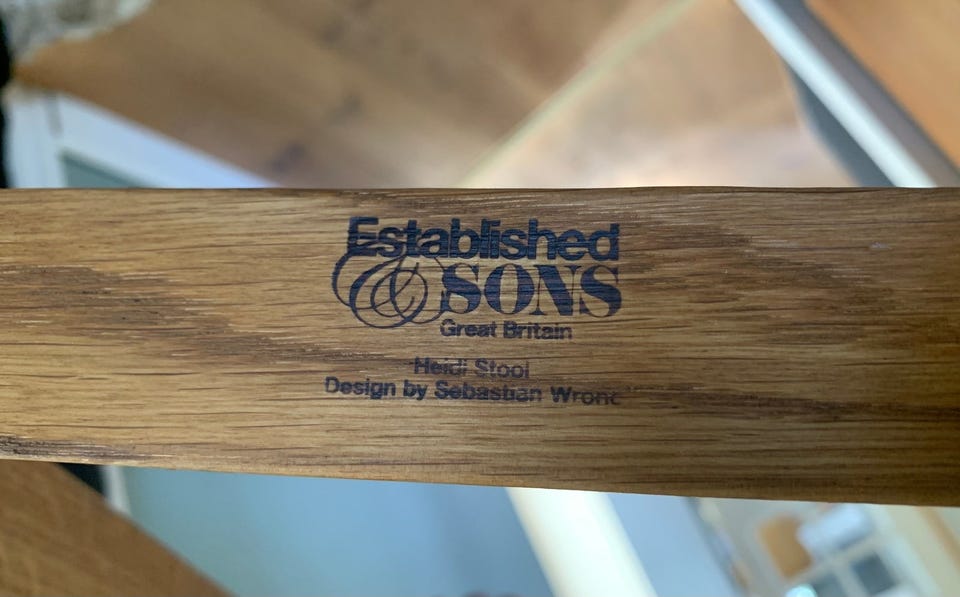 Established
& SONS
Great Britain
Heidi Stool
Design by Sebastian Wrong